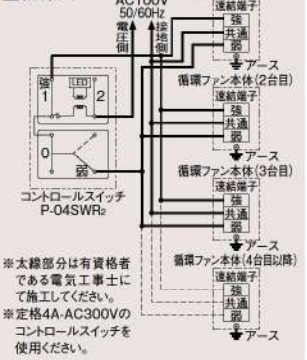 AC100V
50/60Hz
電圧側
接地側
速結端子
強
共通
弱
アース
循環ファン本体(2台目)
速結端子
強
共通
弱
アース
循環ファン本体(3台目)
速結端子
強
共通
弱
アース
循環ファン本体(4台目以降)
速結端子
強
共通
弱
アース
強
LED
1
2
0
弱
コントロールスイッチ
P-04SWR2
※太線部分は有資格者
である電気工事士に
て施工してください。
※定格4A-AC300Vの
コントロールスイッチを
使用ください。